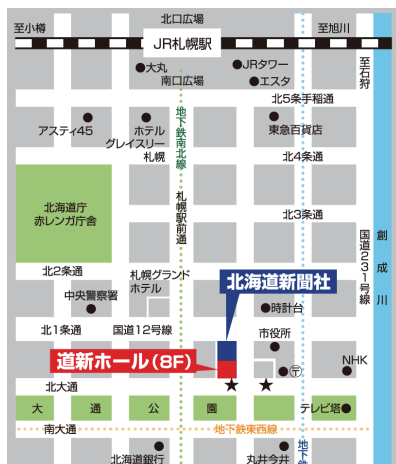 北口広場
至小樽
至旭川
JR札幌駅
大丸
JRタワー
南口広場
エスタ
至石狩
北5条手稲通
地下鉄南北線
アスティ45
ホテル
グレイスリー
札幌
東急百貨店
北4条通
札幌駅前通
北海道庁
赤レンガ庁舎
北3条通
国道231号線
創成川
北2条通
札幌グランド
ホテル
北海道新聞社
中央警察署
時計台
北1条通
国道12号線
市役所
道新ホール(8F)
〒
NHK
北大通
大通公園
テレビ塔
南大通
地下鉄東西線
地下鉄
北海道銀行
丸井今井